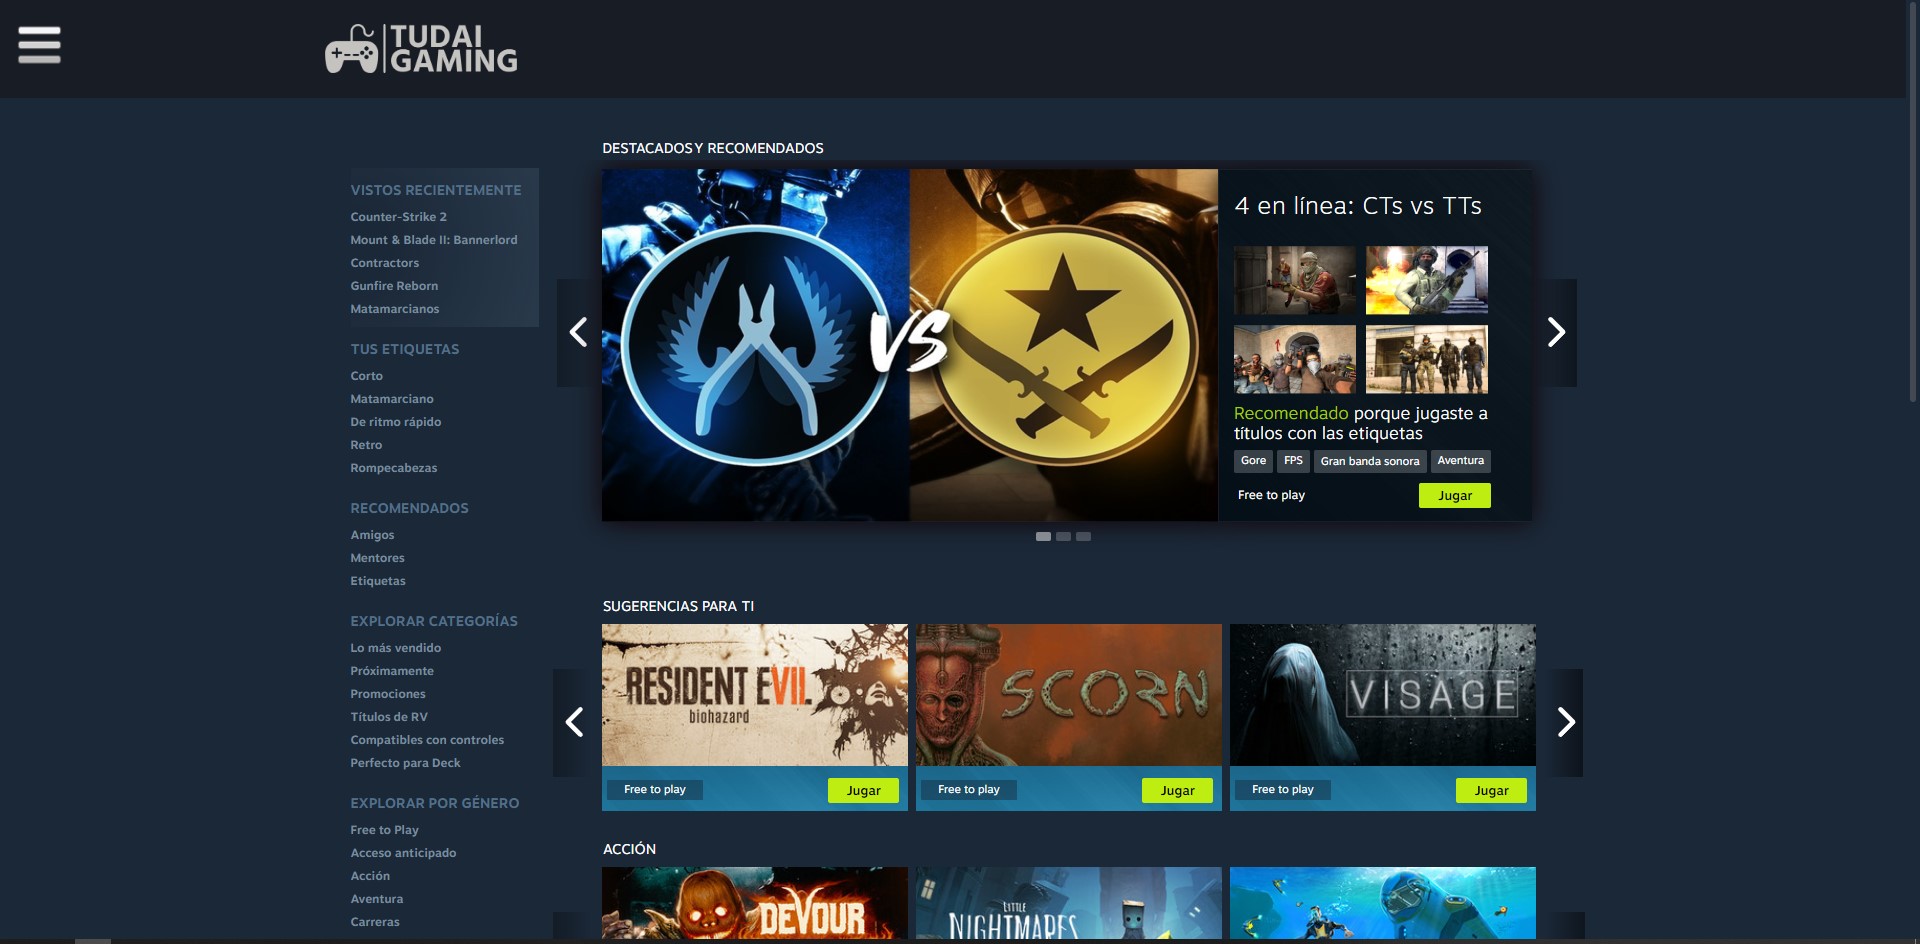 TUDAI
GAMING
DESTACADOS Y RECOMENDADOS
VISTOS RECIENTEMENTE
Counter-Strike 2
Mount & Blade II: Bannerlord
Contractors
Gunfire Reborn
Matamarcianos
TUS ETIQUETAS
Corto
Matamarciano
De ritmo rápido
Retro
Rompecabezas
RECOMENDADOS
Amigos
Mentores
Etiquetas
EXPLORAR CATEGORÍAS
Lo más vendido
Próximamente
Promociones
Títulos de RV
Compatibles con controles
Perfecto para Deck
EXPLORAR POR GÉNERO
Free to Play
Acceso anticipado
Acción
Aventura
Carreras
VS
4 en línea: CTs vs TTs
Recomendado porque jugaste a
títulos con las etiquetas
Gore FPS Gran banda sonora Aventura
Free to play Jugar
SUGERENCIAS PARA TI
RESIDENT EVII.
biohazard
SCORN
VISAGE
Free to play Jugar
Free to play Jugar
Free to play Jugar
ACCIÓN
DEVOUR
LITTLE
NIGHTMARES